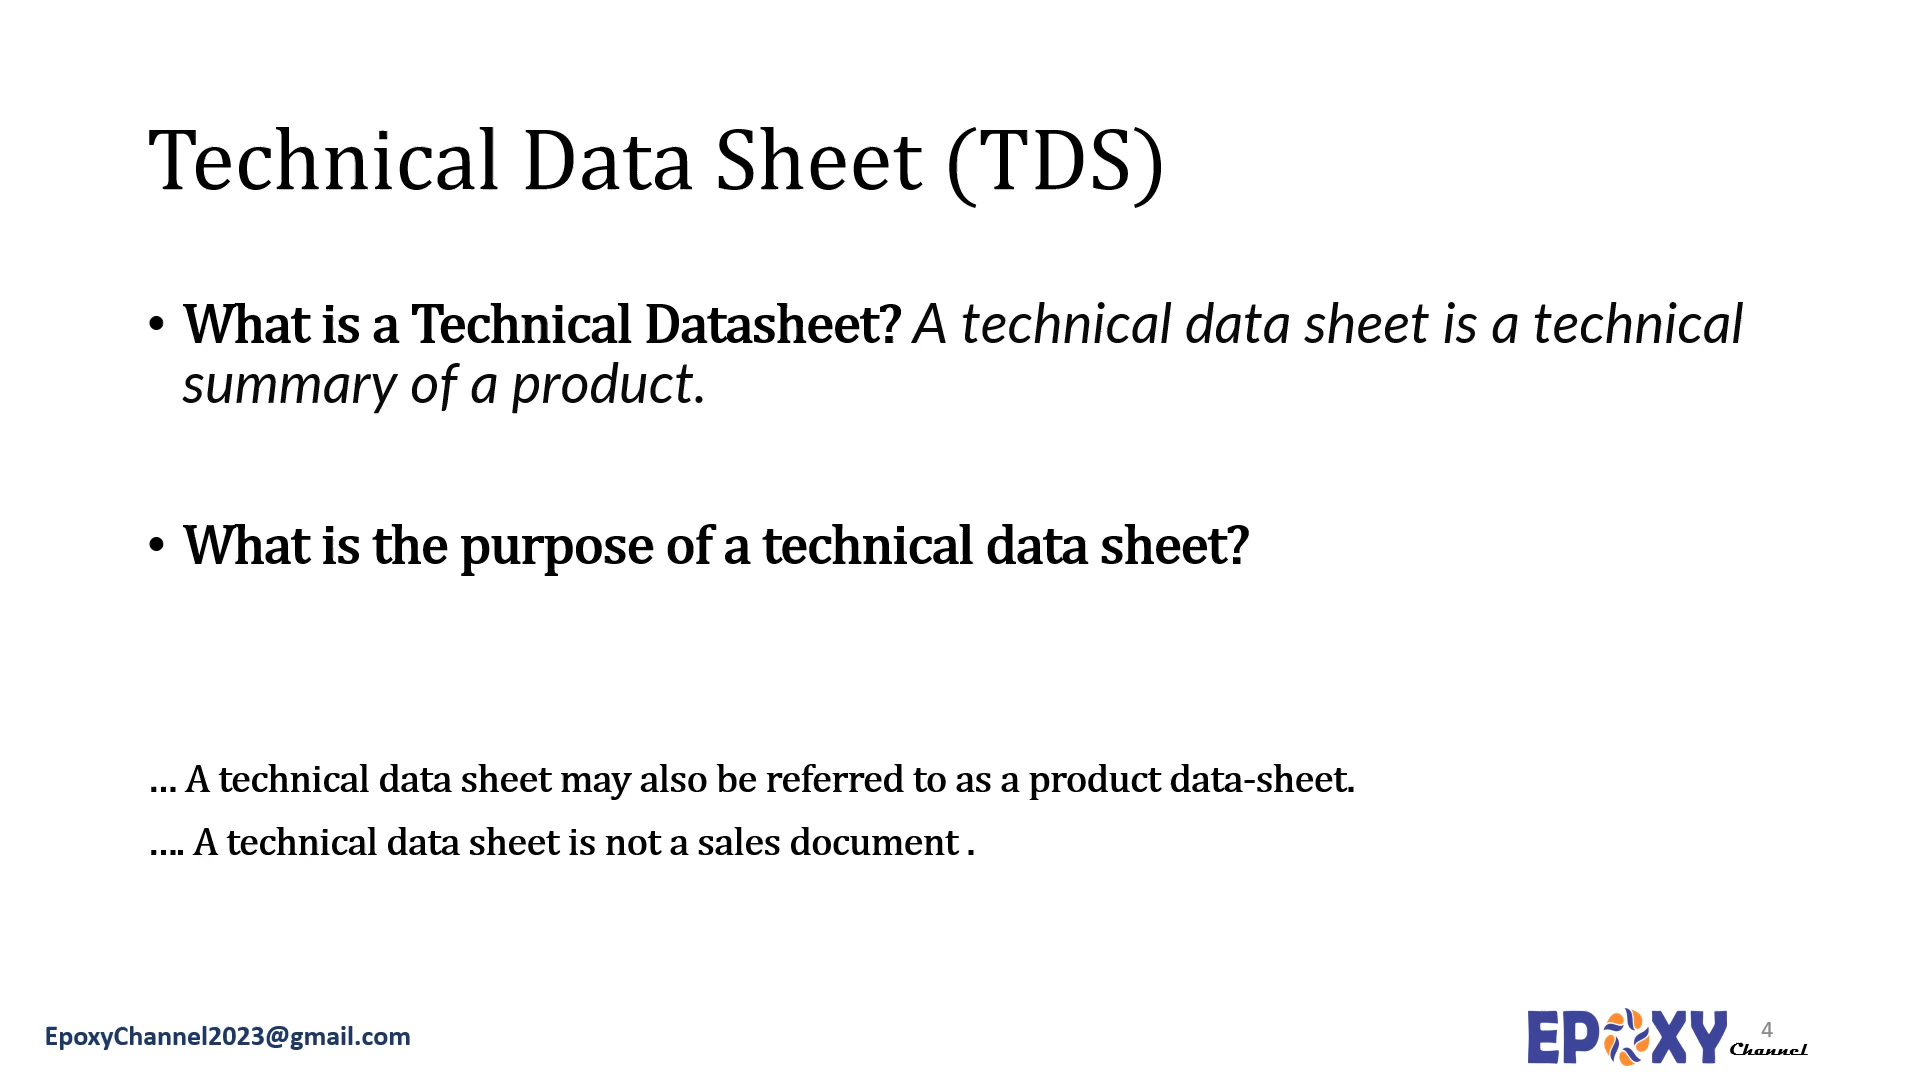 Technical Data Sheet (TDS)
• What is a Technical Datasheet? A technical data sheet is a technical
summary of a product.
• What is the purpose of a technical data sheet?
... A technical data sheet may also be referred to as a product data-sheet.
.... A technical data sheet is not a sales document .
EpoxyChannel2023@gmail.com
EPOXY
Channel
4